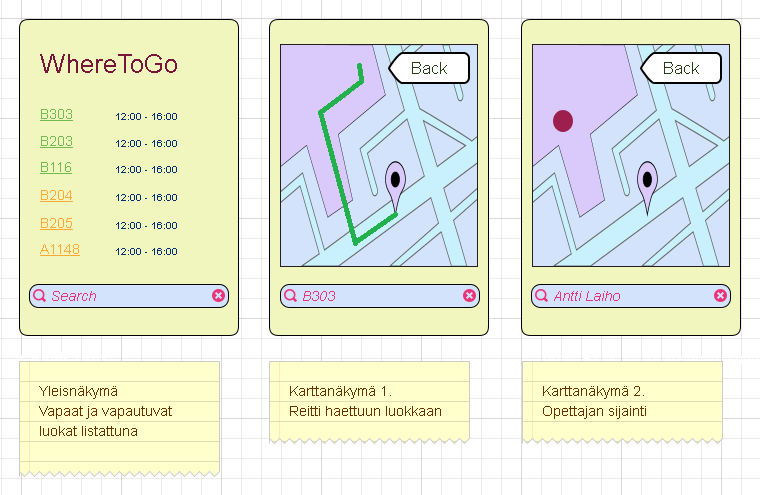 WhereToGo
B303 12:00 - 16:00
B203 12:00 - 16:00
B116 12:00 - 16:00
B204 12:00 - 16:00
B205 12:00 - 16:00
A1148 12:00 - 16:00
Search
Back
B303
Back
Antti Laiho
Yleisnäkymä
Vapaat ja vapautuvat
luokat listattuna
Karttanäkymä 1.
Reitti haettuun luokkaan
Karttanäkymä 2.
Opettajan sijainti